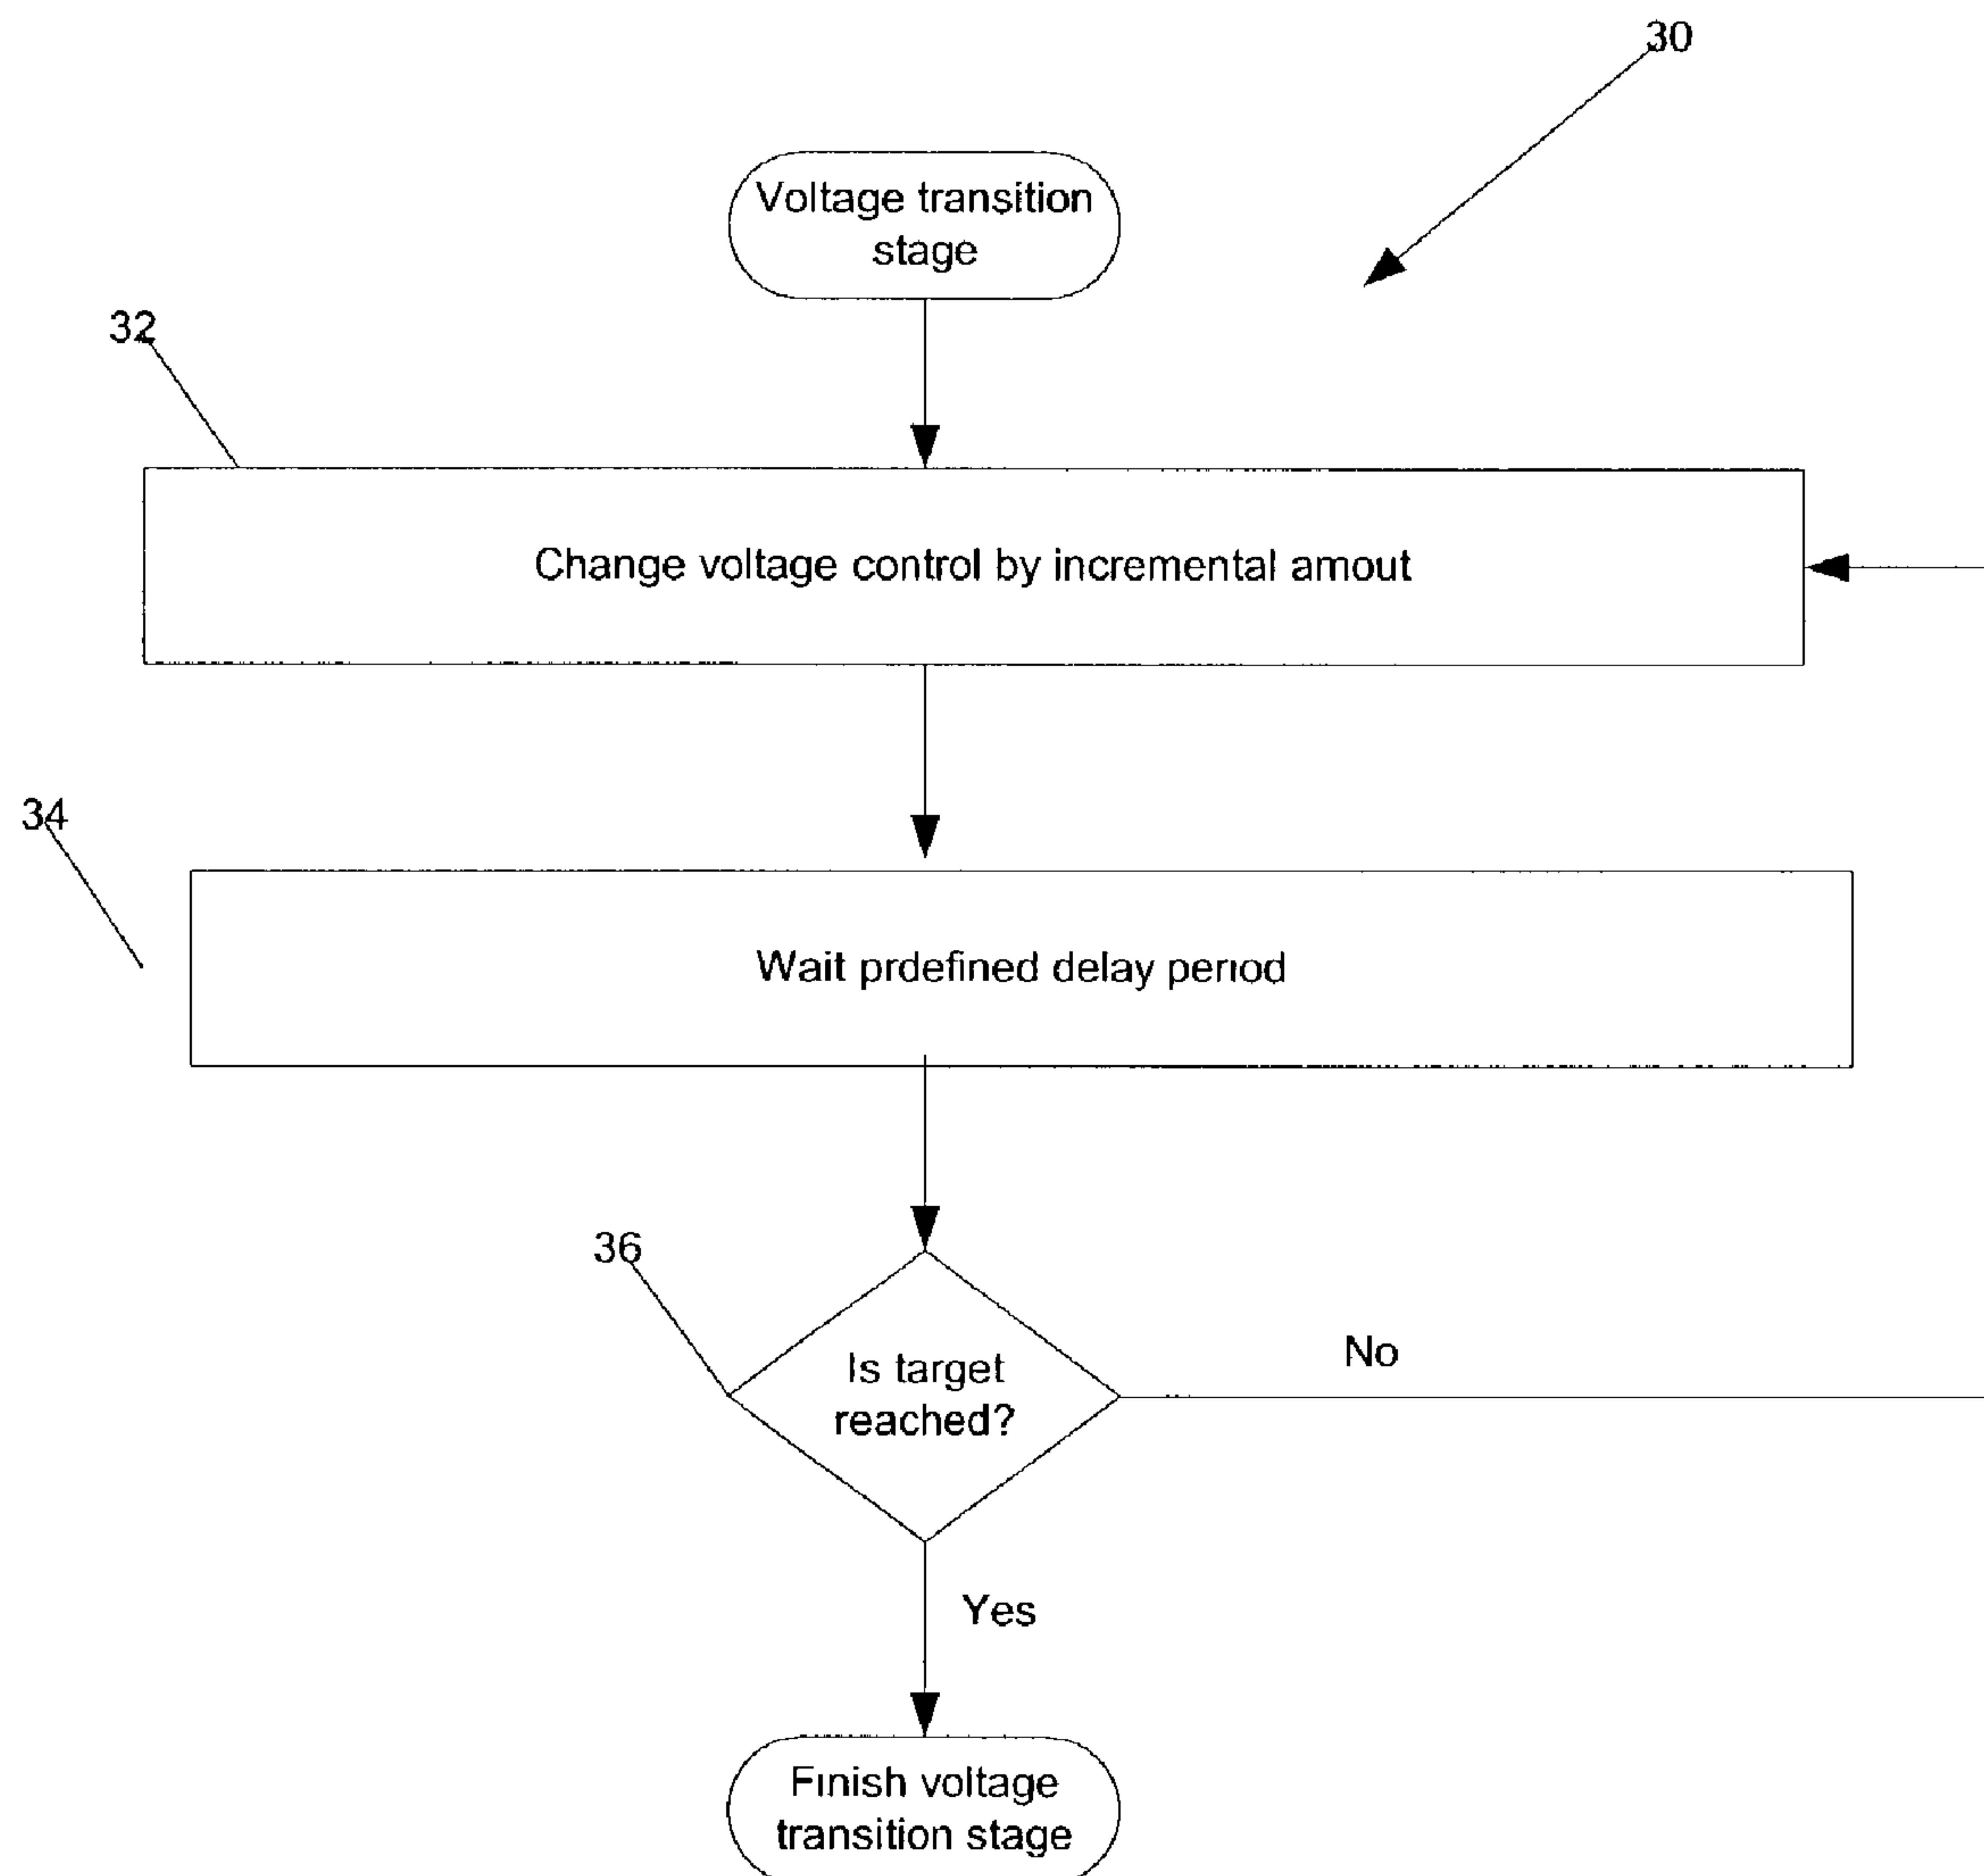 30
Voltage transition
stage
32
Change voltage control by incremental amout
34
Wait prdefined delay period
36
Is target
reached?
No
Yes
Finish voltage
transition stage